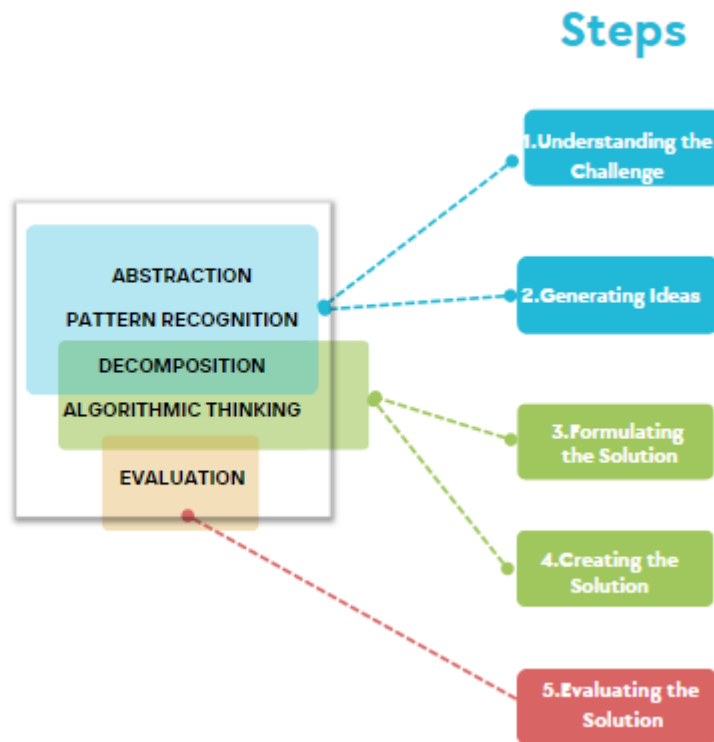 Steps
1.Understanding the
Challenge
2.Generating Ideas
3.Formulating
the Solution
4.Creating the
Solution
5.Evaluating the
Solution
ABSTRACTION
PATTERN RECOGNITION
DECOMPOSITION
ALGORITHMIC THINKING
EVALUATION